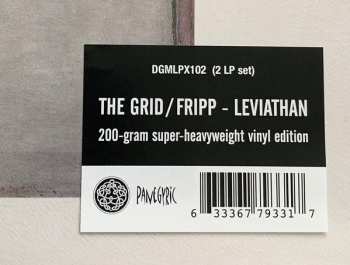 DGMLPX102 (2 LP set)
THE GRID/FRIPP - LEVIATHAN
200-gram super-heavyweight vinyl edition
PANEGYRIC
6 33367 79331 7